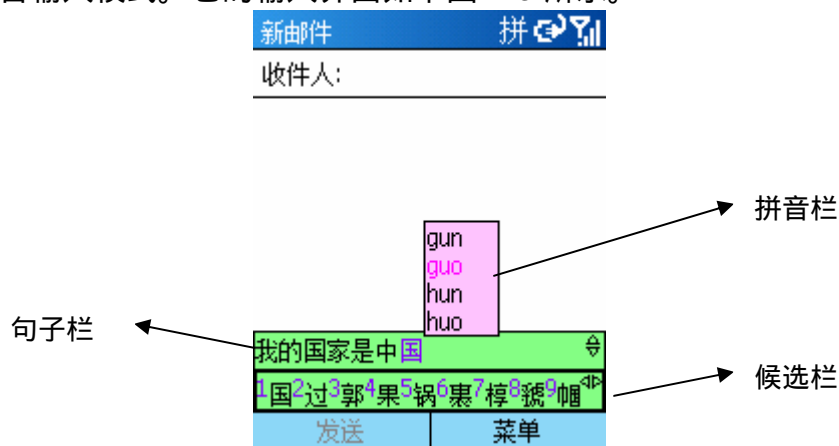 新邮件 拼
收件人:
gun
guo
hun
huo
拼音栏
句子栏
我的国家是中国
1国2过3郭4果5锅6裹7椁8虢9帼
候选栏
发送 菜单